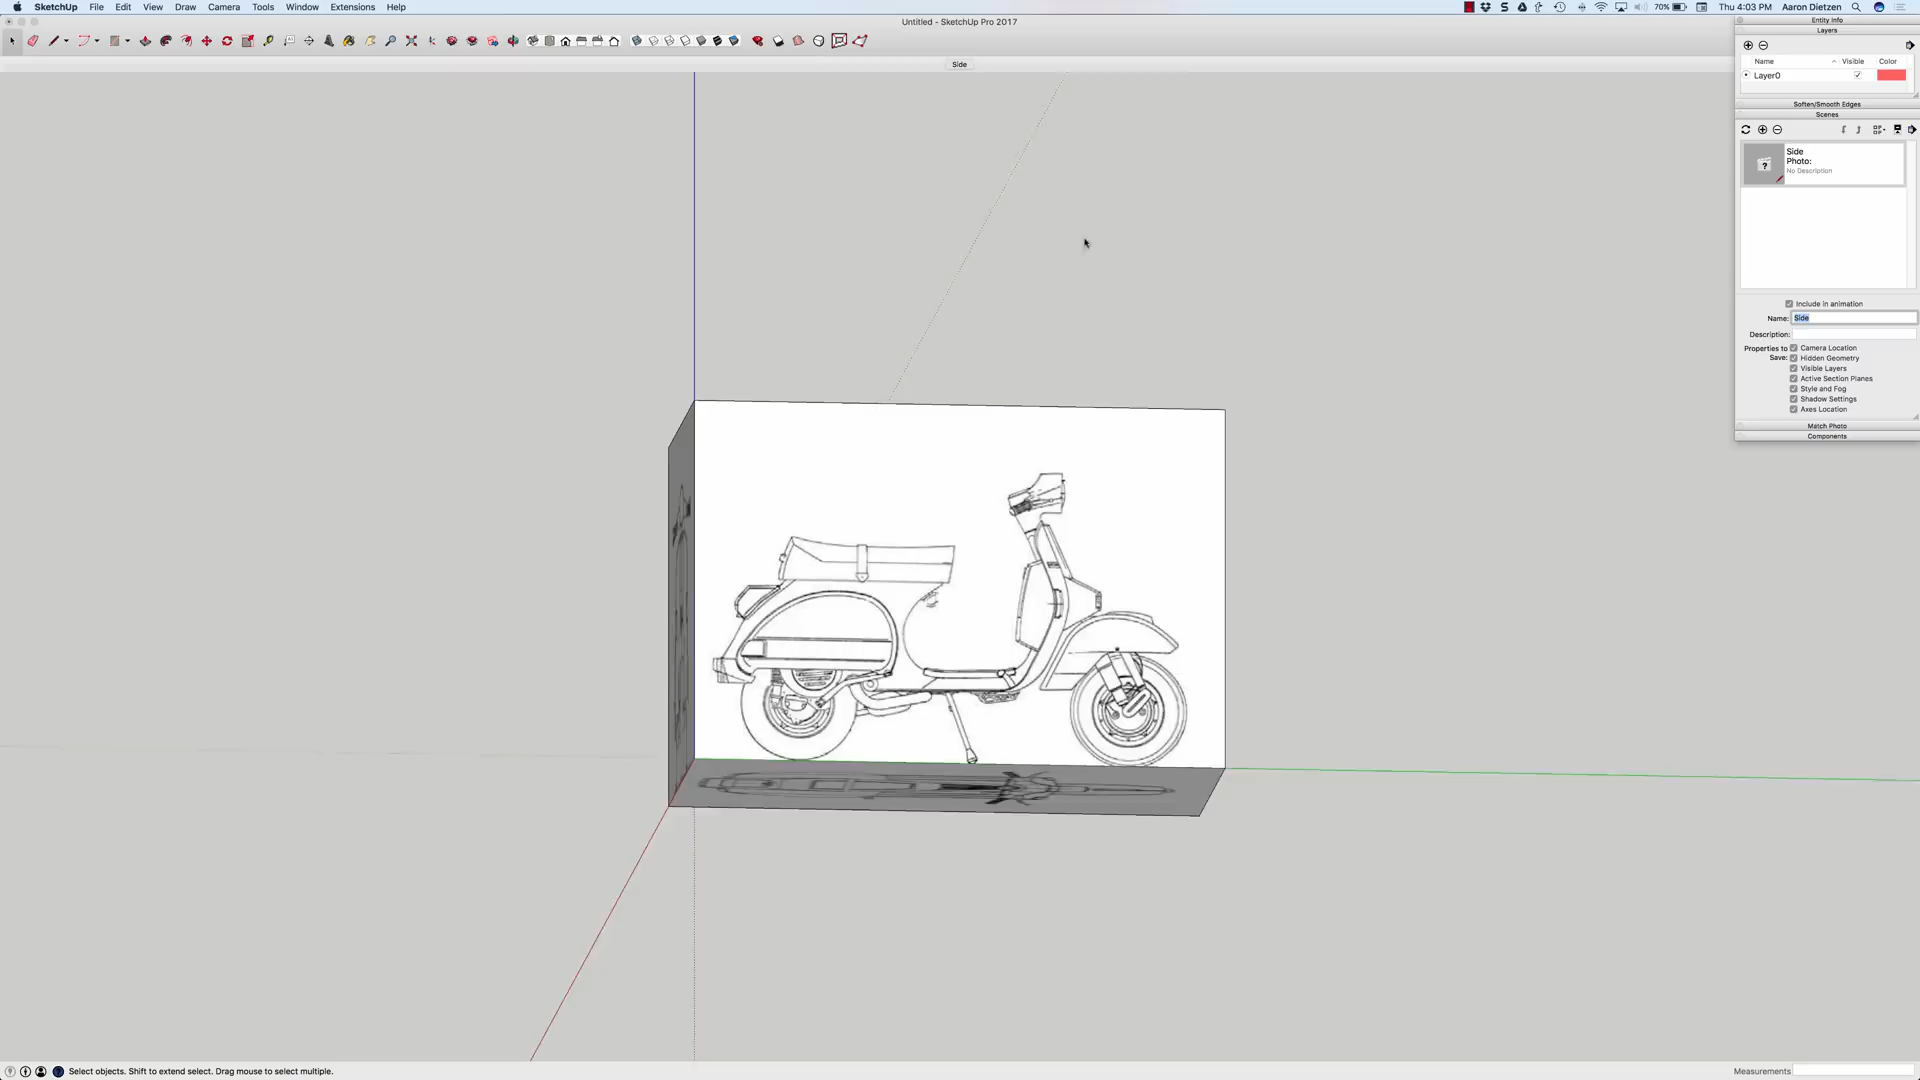 SketchUp File Edit View Draw Camera Tools Window Extensions Help
70% Thu 4:03 PM Aaron Dietzen
Untitled - SketchUp Pro 2017
Side
Entity Info
Layers
Name Visible Color
Layer0
Soften/Smooth Edges
Scenes
Side
Photo:
No Description
Include in animation
Name: Side
Description:
Properties to Save:
Camera Location
Hidden Geometry
Visible Layers
Active Section Planes
Style and Fog
Shadow Settings
Axes Location
Match Photo
Components
Select objects. Shift to extend select. Drag mouse to select multiple.
Measurements